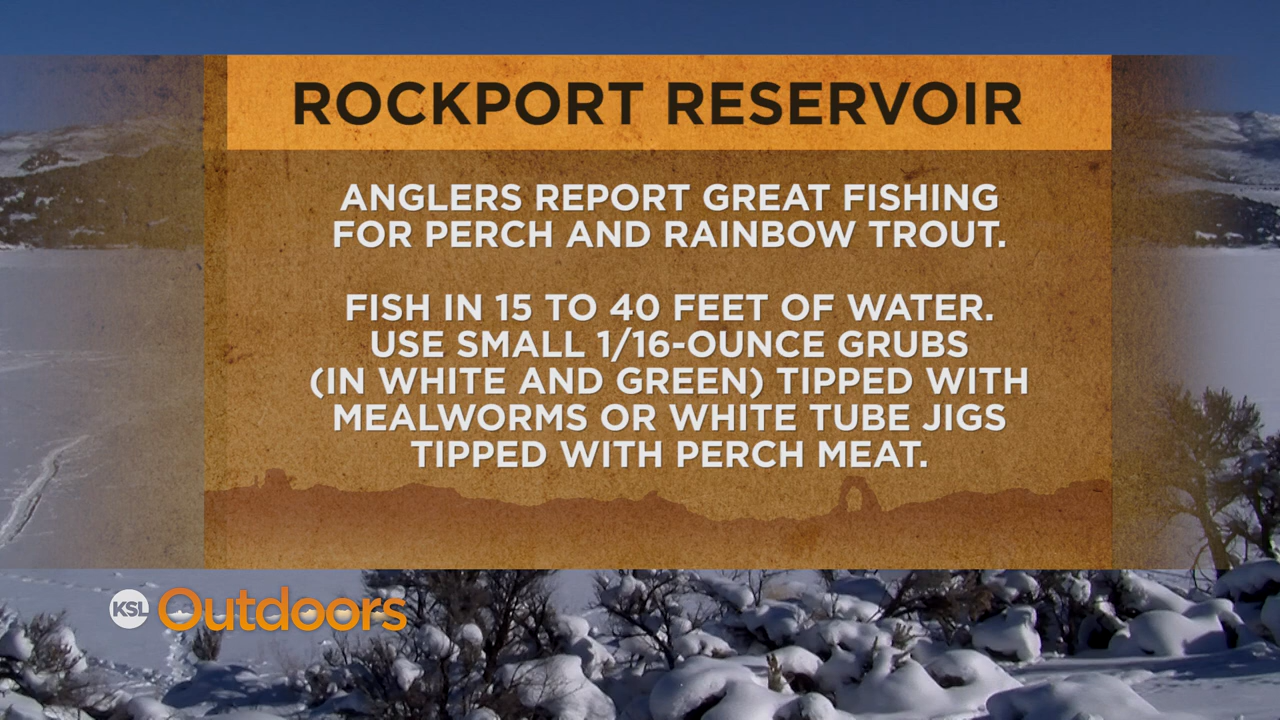 ROCKPORT RESERVOIR
ANGLERS REPORT GREAT FISHING
FOR PERCH AND RAINBOW TROUT.
FISH IN 15 TO 40 FEET OF WATER.
USE SMALL 1/16-OUNCE GRUBS
(IN WHITE AND GREEN) TIPPED WITH
MEALWORMS OR WHITE TUBE JIGS
TIPPED WITH PERCH MEAT.
KSL Outdoors